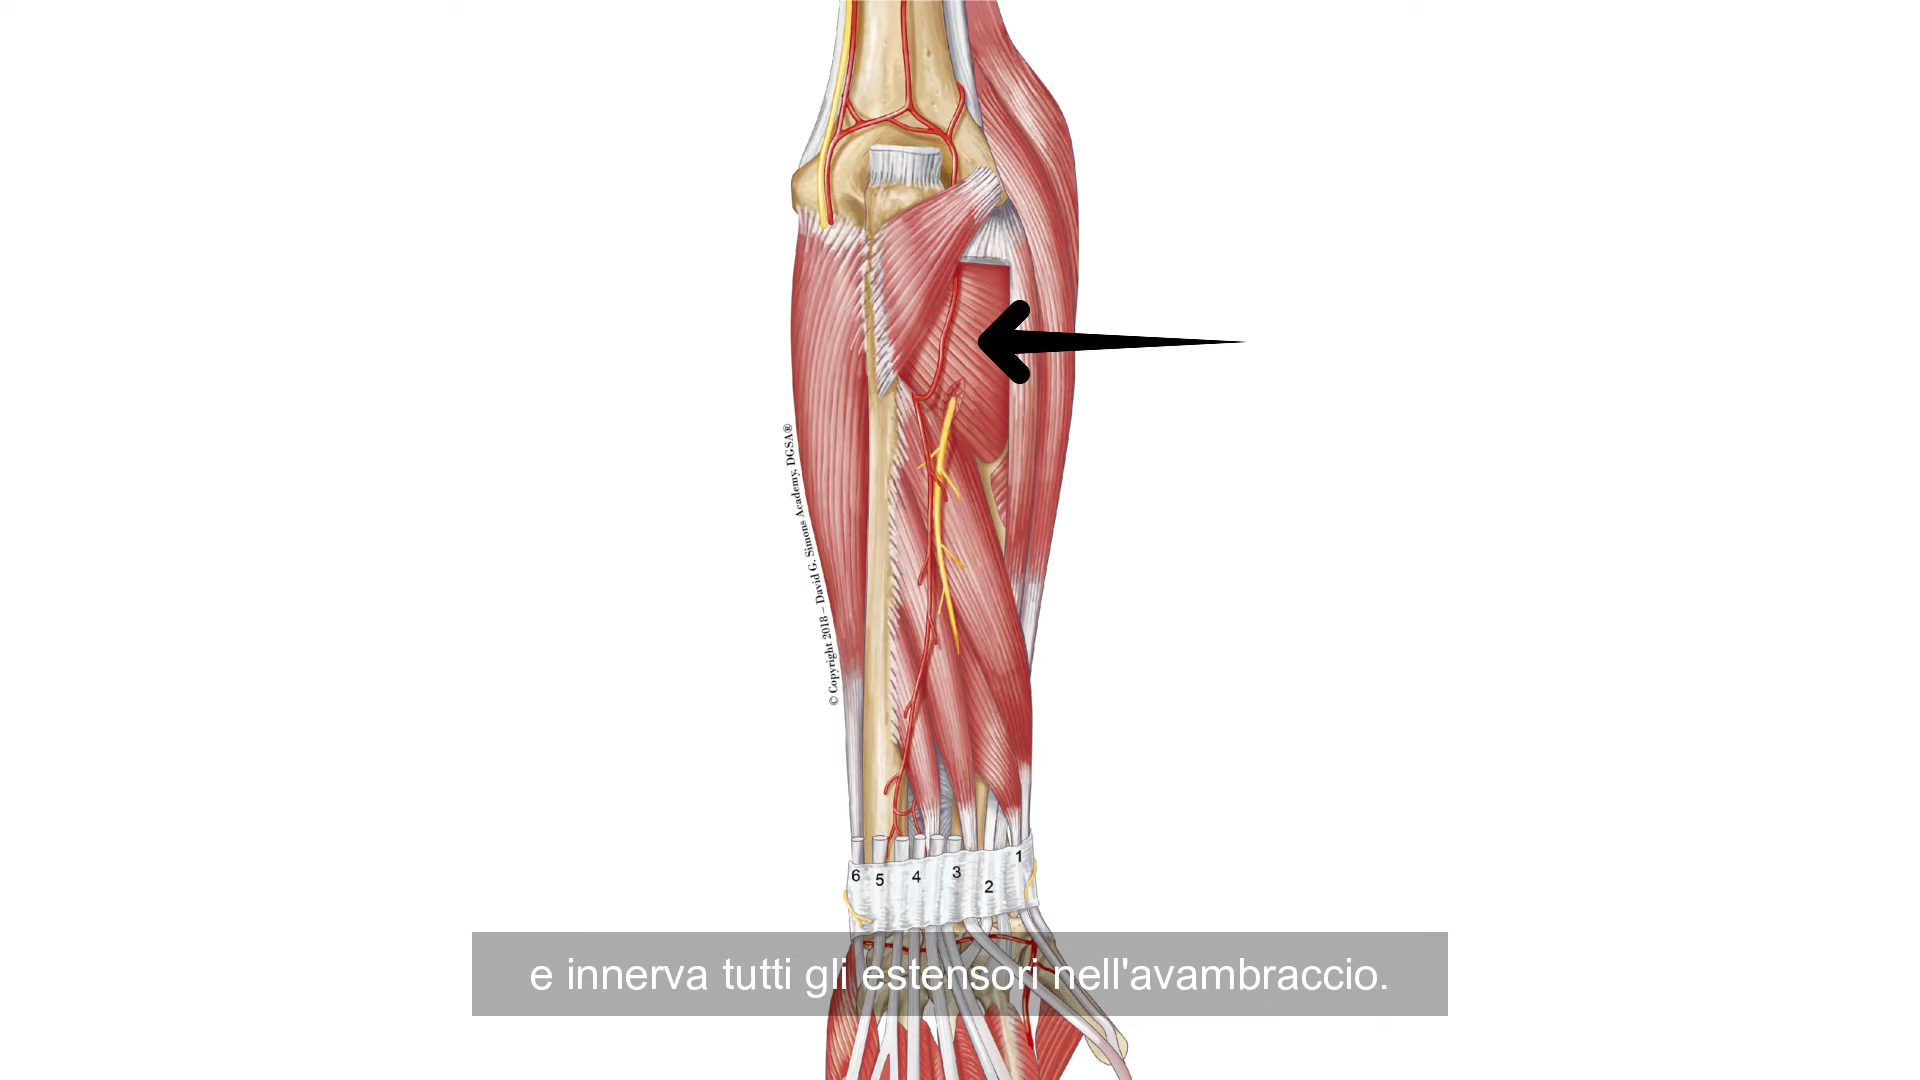 © Copyright 2018 – David G. Simons Academy, DGSA®
6 5 4 3 2 1
e innerva tutti gli estensori nell'avambraccio.